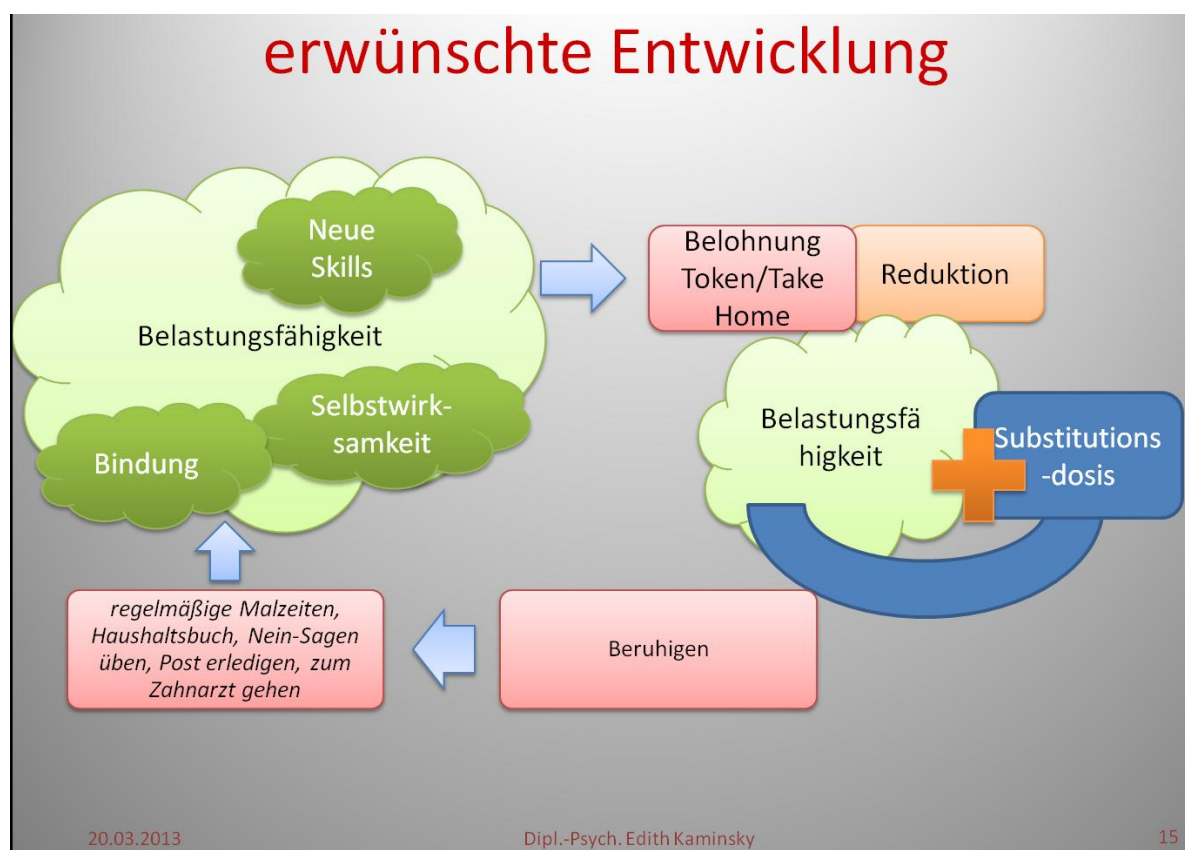 erwünschte Entwicklung
Neue
Skills
Belastungsfähigkeit
Selbstwirk-
samkeit
Bindung
Belohnung
Token/Take
Home
Reduktion
Belastungsfä
higkeit
Substitutions
-dosis
regelmäßige Malzeiten,
Haushaltsbuch, Nein-Sagen
üben, Post erledigen, zum
Zahnarzt gehen
Beruhigen
20.03.2013
Dipl.-Psych. Edith Kaminsky
15